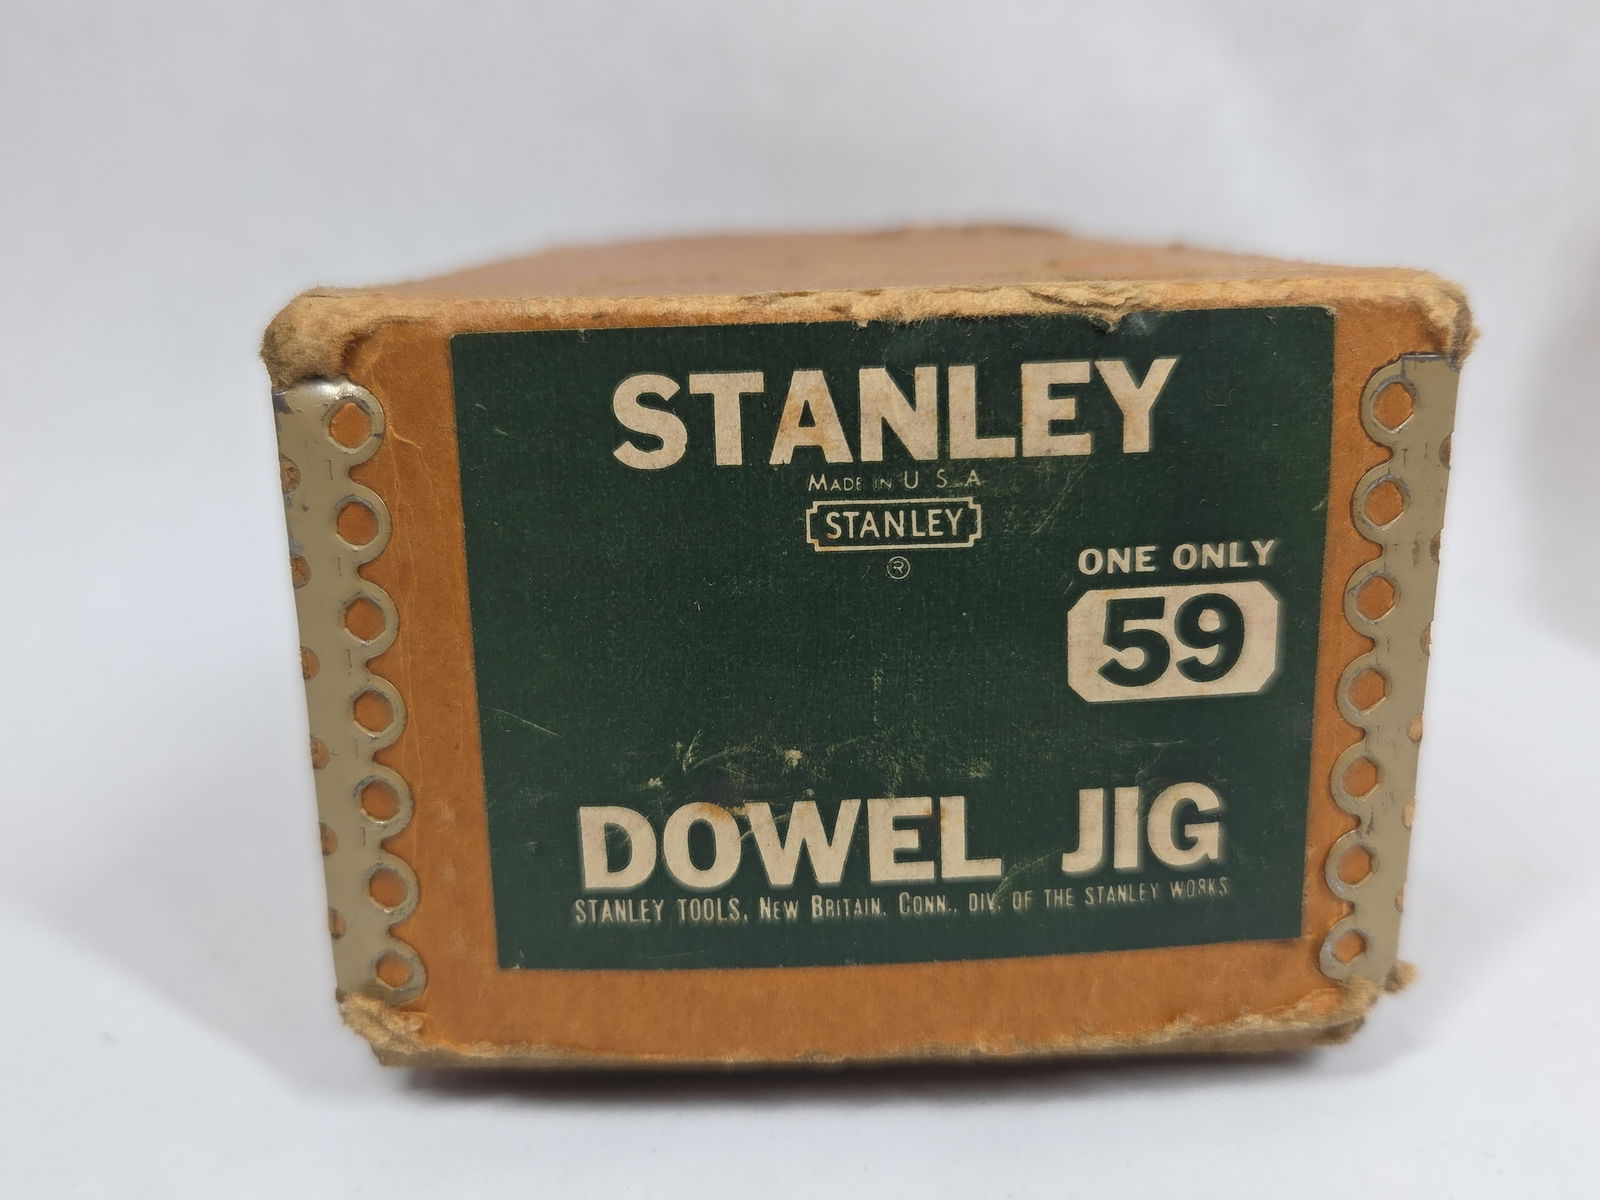 STANLEY
MADE IN U S A
STANLEY
®
ONE ONLY
59
DOWEL JIG
STANLEY TOOLS, NEW BRITAIN, CONN., DIV. OF THE STANLEY WORKS